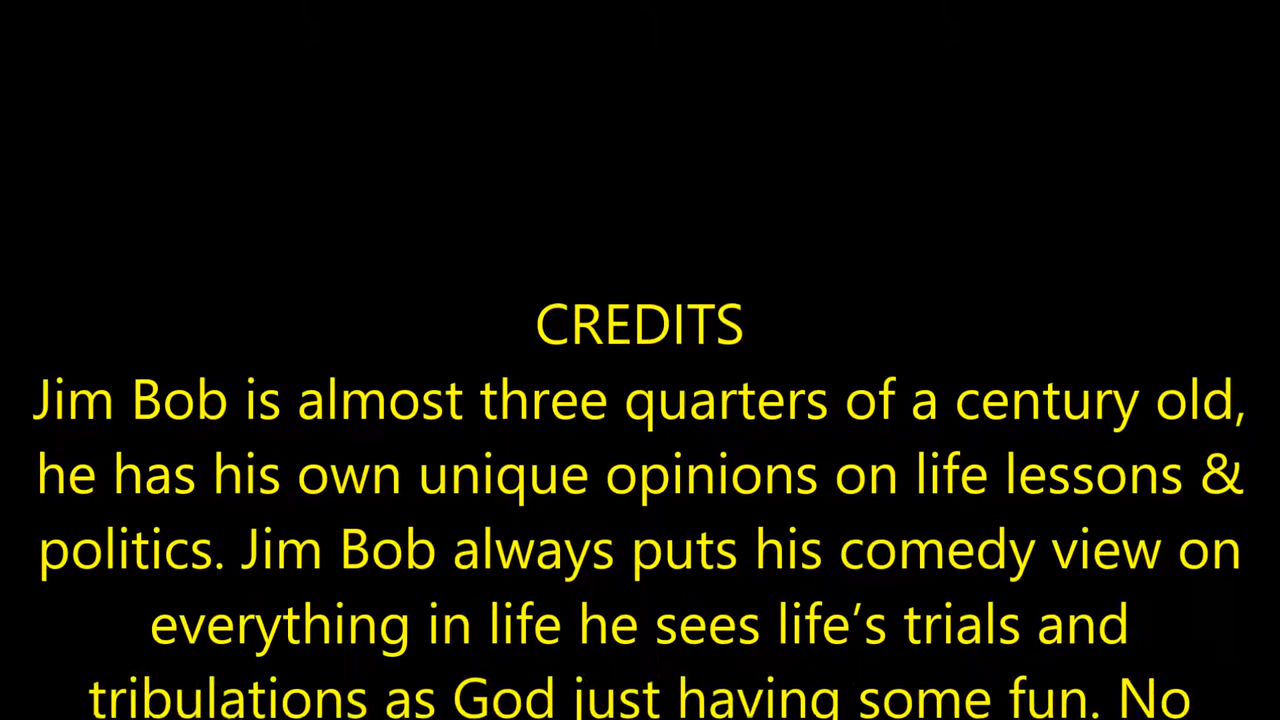 CREDITS
Jim Bob is almost three quarters of a century old,
he has his own unique opinions on life lessons &
politics. Jim Bob always puts his comedy view on
everything in life he sees life’s trials and
tribulations as God just having some fun. No